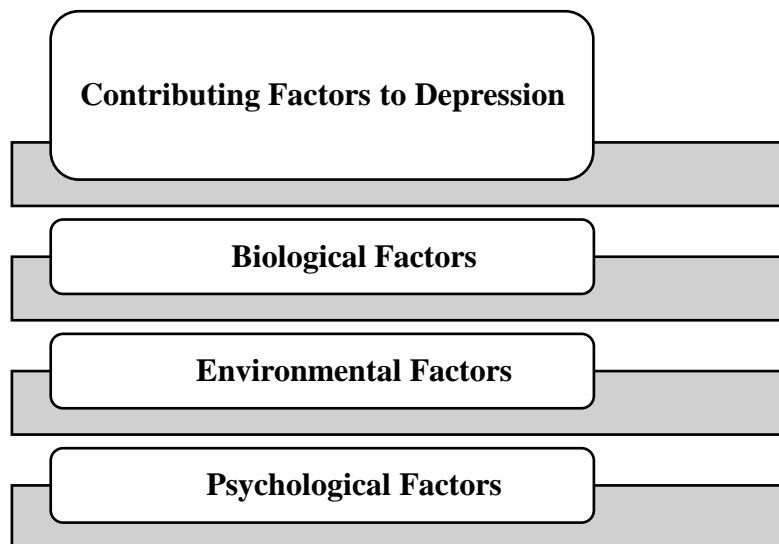 Contributing Factors to Depression
Biological Factors
Environmental Factors
Psychological Factors